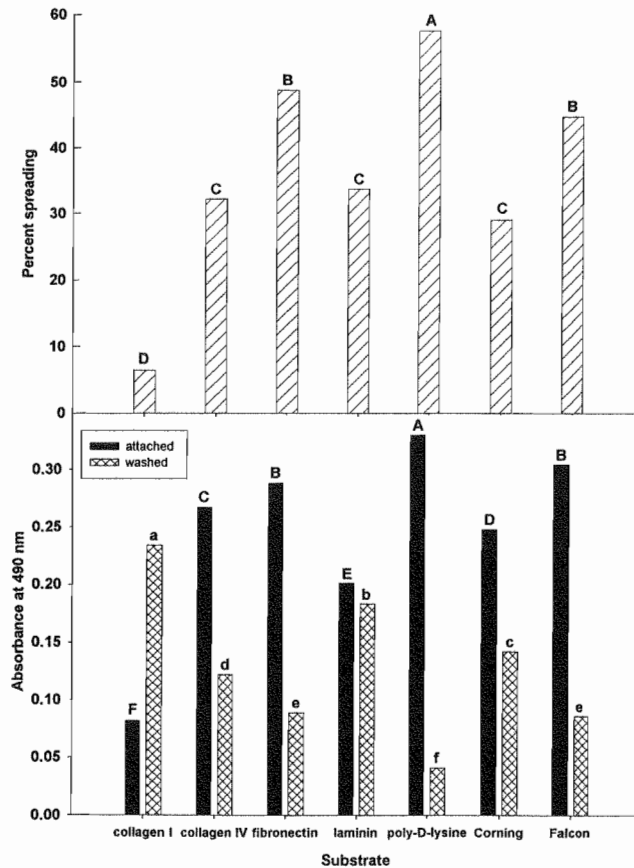 60
50
40
30
20
10
0
Percent spreading
D
C
B
C
A
C
B
attached
washed
0.30
0.25
0.20
0.15
0.10
0.05
0.00
Absorbance at 490 nm
F a
C d
B e
E b
A f
D c
B e
collagen I collagen IV fibronectin laminin poly-D-lysine Corning Falcon
Substrate